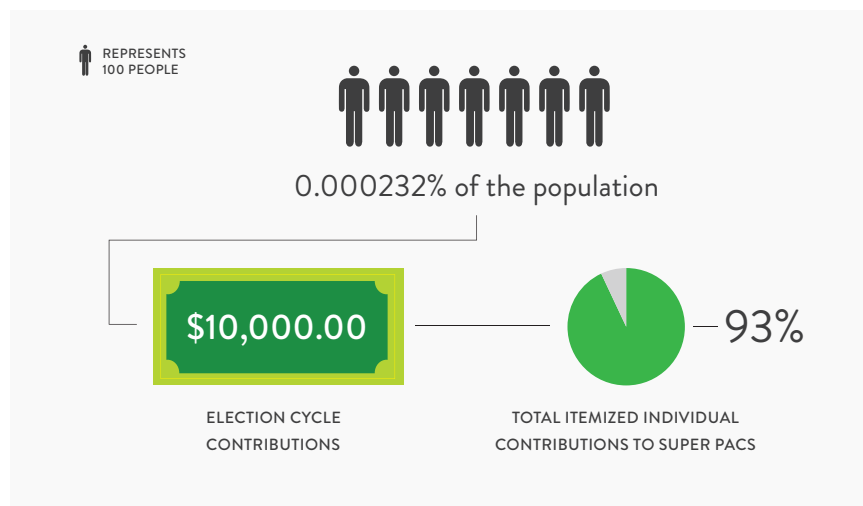 REPRESENTS
100 PEOPLE
0.000232% of the population
$10,000.00
93%
ELECTION CYCLE
CONTRIBUTIONS
TOTAL ITEMIZED INDIVIDUAL
CONTRIBUTIONS TO SUPER PACS